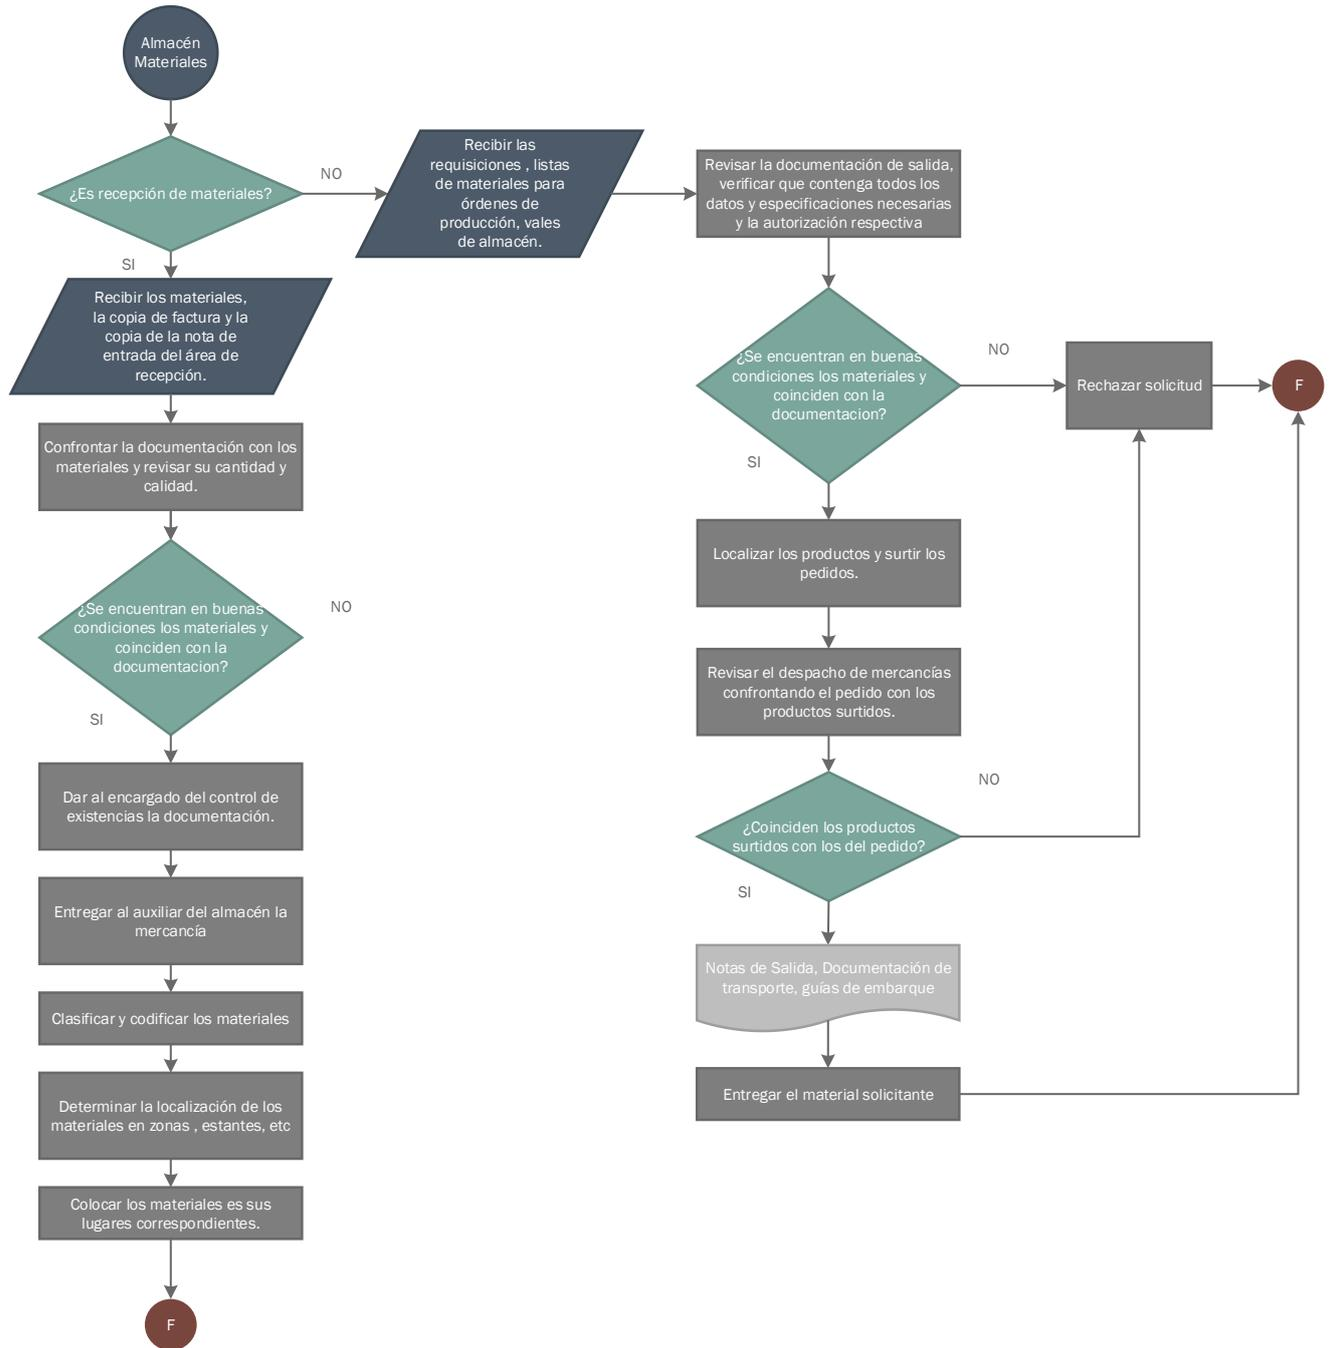 Almacén
Materiales
¿Es recepción de materiales?
NO
Recibir las
requisiciones , listas
de materiales para
órdenes de
producción, vales
de almacén.
Revisar la documentación de salida,
verificar que contenga todos los
datos y especificaciones necesarias
y la autorización respectiva
SI
Recibir los materiales,
la copia de factura y la
copia de la nota de
entrada del área de
recepción.
Confrontar la documentación con los
materiales y revisar su cantidad y
calidad.
¿Se encuentran en buenas
condiciones los materiales y
coinciden con la
documentacion?
NO
SI
Dar al encargado del control de
existencias la documentación.
Entregar al auxiliar del almacén la
mercancía
Clasificar y codificar los materiales
Determinar la localización de los
materiales en zonas , estantes, etc
Colocar los materiales es sus
lugares correspondientes.
F
¿Se encuentran en buenas
condiciones los materiales y
coinciden con la
documentacion?
NO
Rechazar solicitud
F
SI
Localizar los productos y surtir los
pedidos.
Revisar el despacho de mercancías
confrontando el pedido con los
productos surtidos.
¿Coinciden los productos
surtidos con los del pedido?
NO
SI
Notas de Salida, Documentación de
transporte, guías de embarque
Entregar el material solicitante